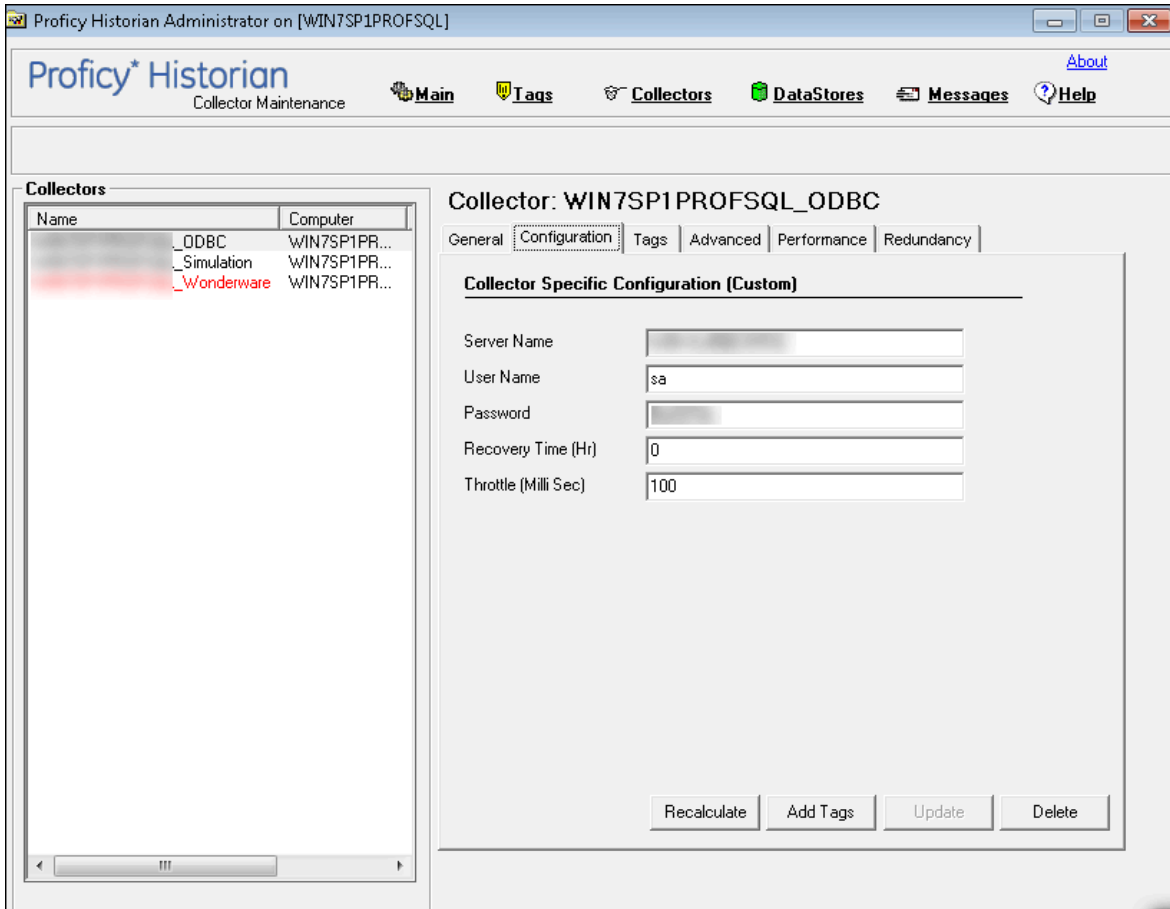 Proficy Historian Administrator on [WIN7SP1PROFSQL]
Proficy* Historian
Collector Maintenance
Main Tags Collectors DataStores Messages Help
About
Collectors
Name Computer
_ODBC WIN7SP1PR...
_Simulation WIN7SP1PR...
_Wonderware WIN7SP1PR...
Collector: WIN7SP1PROFSQL_ODBC
General Configuration Tags Advanced Performance Redundancy
Collector Specific Configuration (Custom)
Server Name
User Name sa
Password
Recovery Time (Hr) 0
Throttle (Milli Sec) 100
Recalculate Add Tags Update Delete